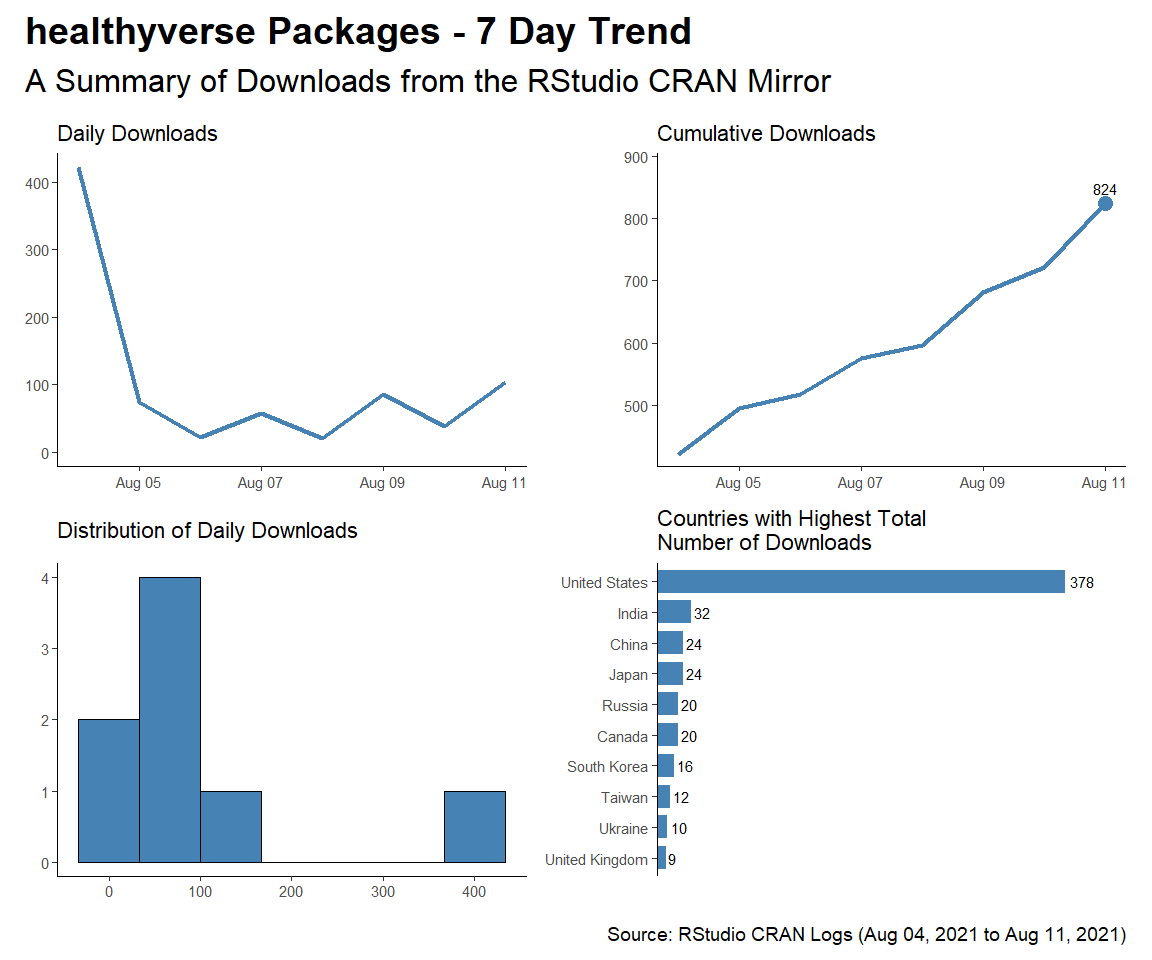 healthyverse Packages - 7 Day Trend
A Summary of Downloads from the RStudio CRAN Mirror
Daily Downloads
400
300
200
100
0
Aug 05 Aug 07 Aug 09 Aug 11
Cumulative Downloads
900
800
700
600
500
824
Aug 05 Aug 07 Aug 09 Aug 11
Distribution of Daily Downloads
4
3
2
1
0
0 100 200 300 400
Countries with Highest Total
Number of Downloads
United States 378
India 32
China 24
Japan 24
Russia 20
Canada 20
South Korea 16
Taiwan 12
Ukraine 10
United Kingdom 9
Source: RStudio CRAN Logs (Aug 04, 2021 to Aug 11, 2021)